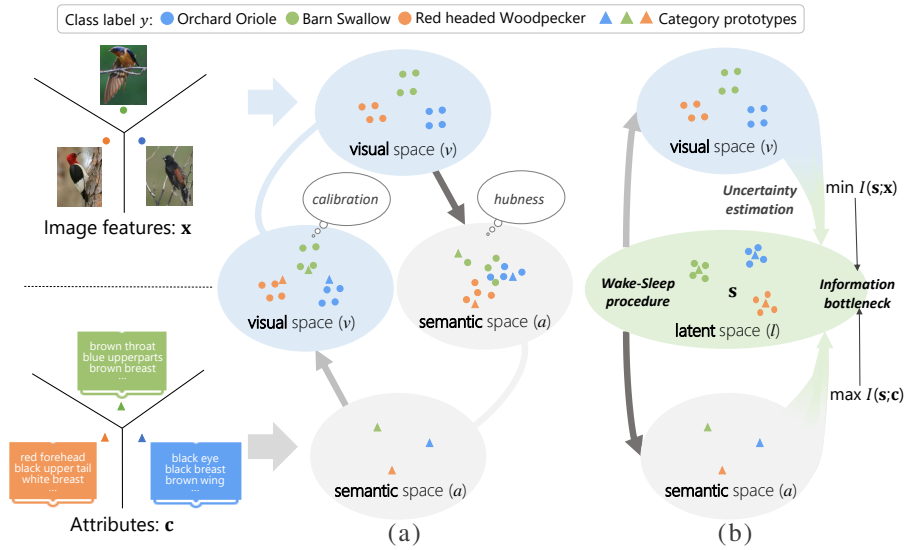 Class label y: Orchard Oriole Barn Swallow Red headed Woodpecker Category prototypes
Image features: x
brown throat
blue upperparts
brown breast
...
red forehead
black upper tail
white breast
...
black eye
black breast
brown wing
...
Attributes: c
visual space (v)
calibration
hubness
visual space (v)
semantic space (a)
semantic space (a)
(a)
visual space (v)
Uncertainty
estimation
min I(s;x)
Wake-Sleep
procedure
s
Information
bottleneck
latent space (l)
max I(s;c)
semantic space (a)
(b)